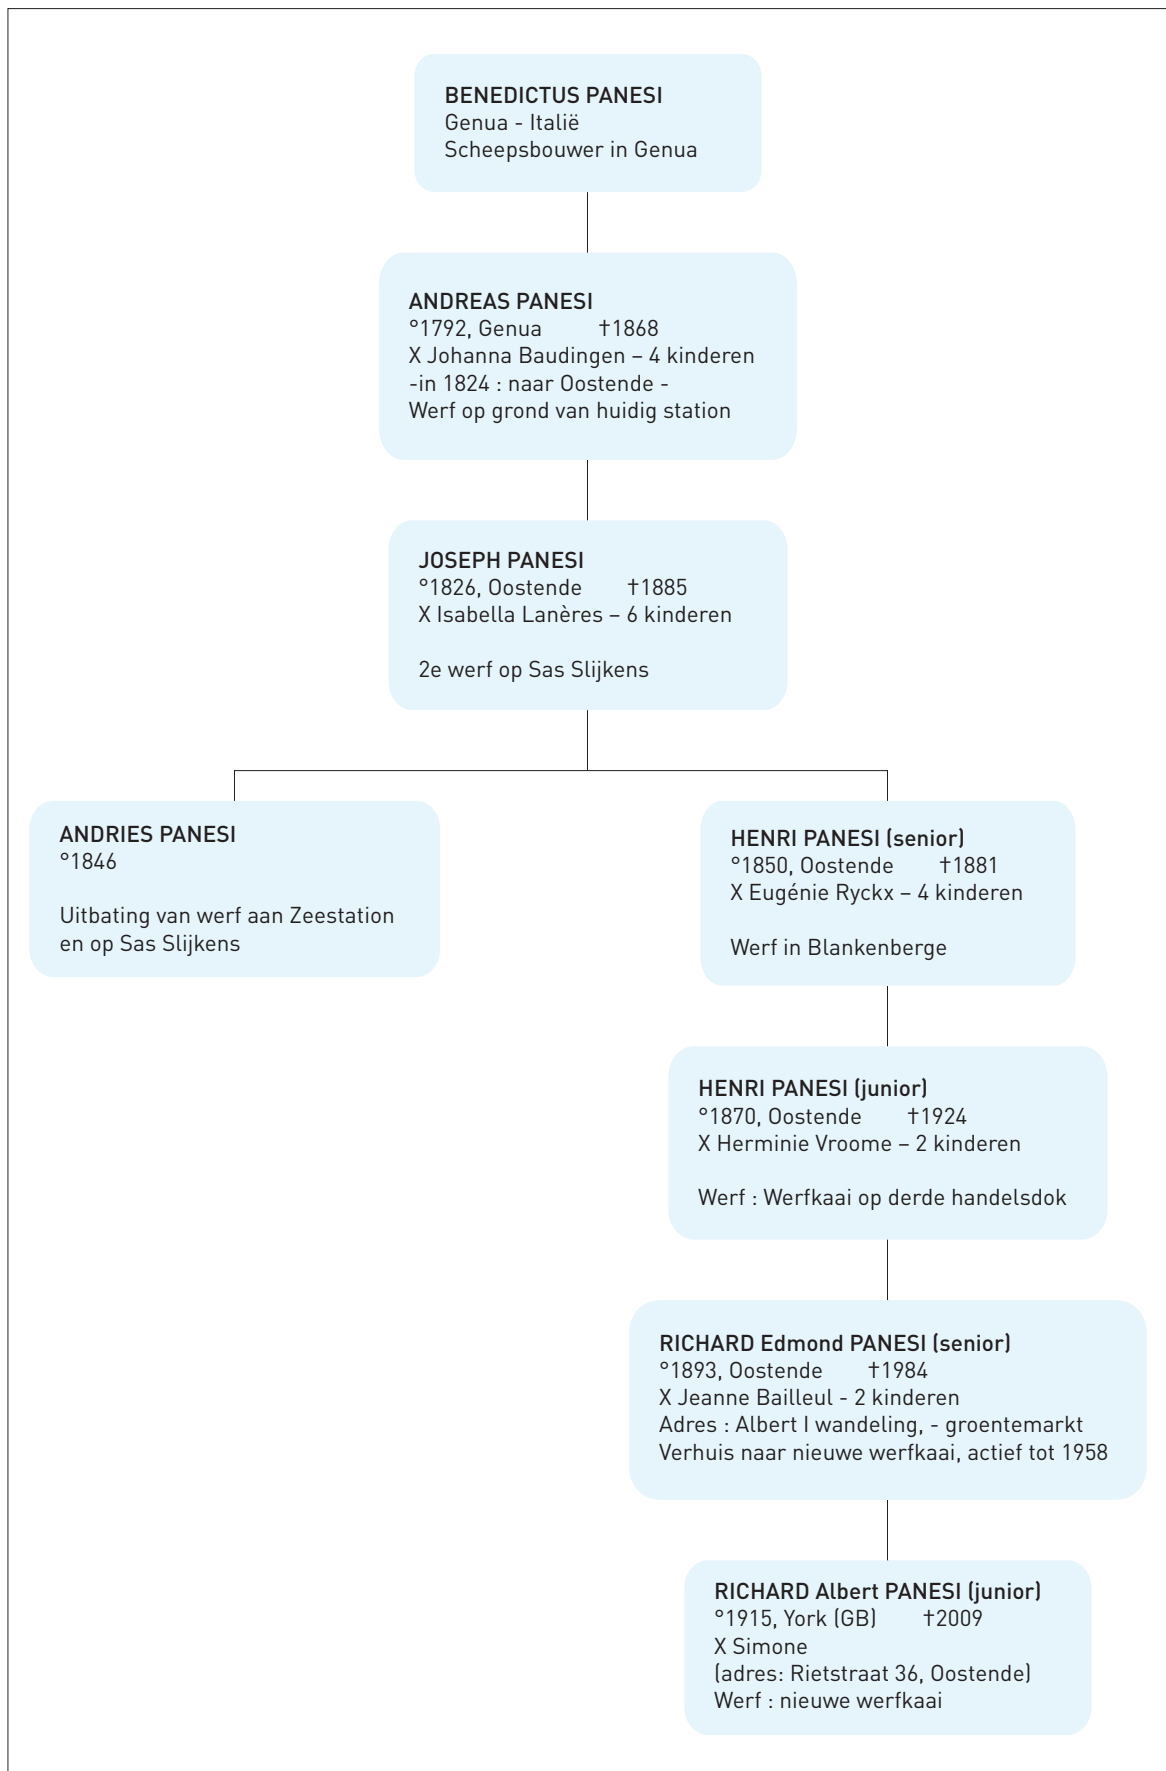 BENEDICTUS PANESI
Genua - Italië
Scheepsbouwer in Genua
ANDREAS PANESI
°1792, Genua †1868
X Johanna Baudingen – 4 kinderen
-in 1824 : naar Oostende -
Werf op grond van huidig station
JOSEPH PANESI
°1826, Oostende †1885
X Isabella Lanères – 6 kinderen
2e werf op Sas Slijkens
ANDRIES PANESI
°1846
Uitbating van werf aan Zeestation
en op Sas Slijkens
HENRI PANESI (senior)
°1850, Oostende †1881
X Eugénie Ryckx – 4 kinderen
Werf in Blankenberge
HENRI PANESI (junior)
°1870, Oostende †1924
X Herminie Vroome – 2 kinderen
Werf : Werfkaai op derde handelsdok
RICHARD Edmond PANESI (senior)
°1893, Oostende †1984
X Jeanne Bailleul - 2 kinderen
Adres : Albert I wandeling, - groentemarkt
Verhuis naar nieuwe werfkaai, actief tot 1958
RICHARD Albert PANESI (junior)
°1915, York (GB) †2009
X Simone
(adres: Rietstraat 36, Oostende)
Werf : nieuwe werfkaai